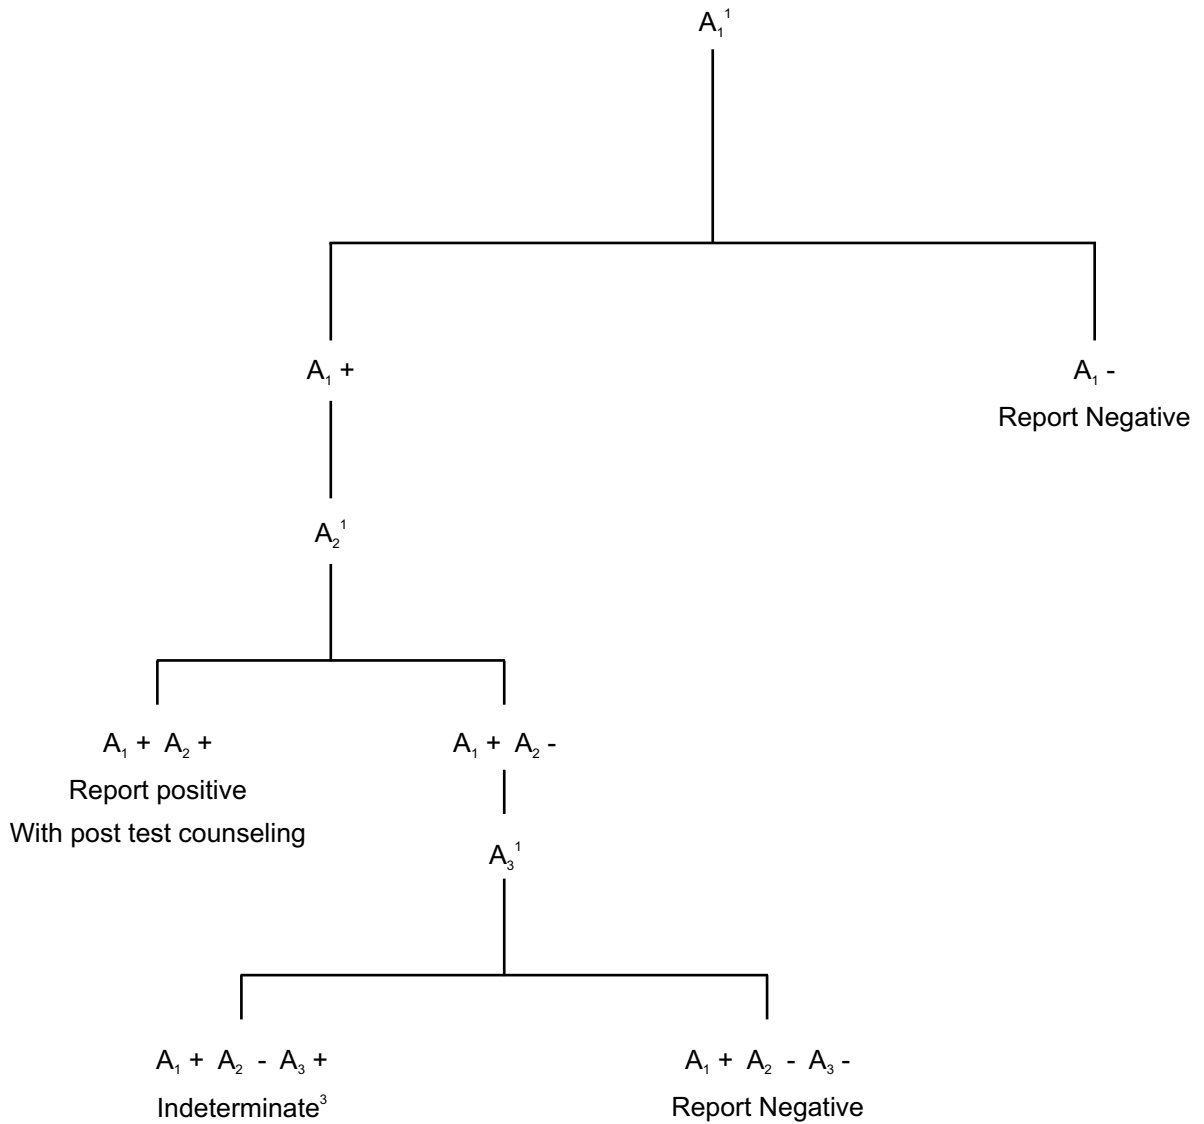 A₁¹
A₁ +
A₁ -
Report Negative
A₂¹
A₁ + A₂ +
Report positive
With post test counseling
A₁ + A₂ -
A₃¹
A₁ + A₂ - A₃ +
Indeterminate³
A₁ + A₂ - A₃ -
Report Negative